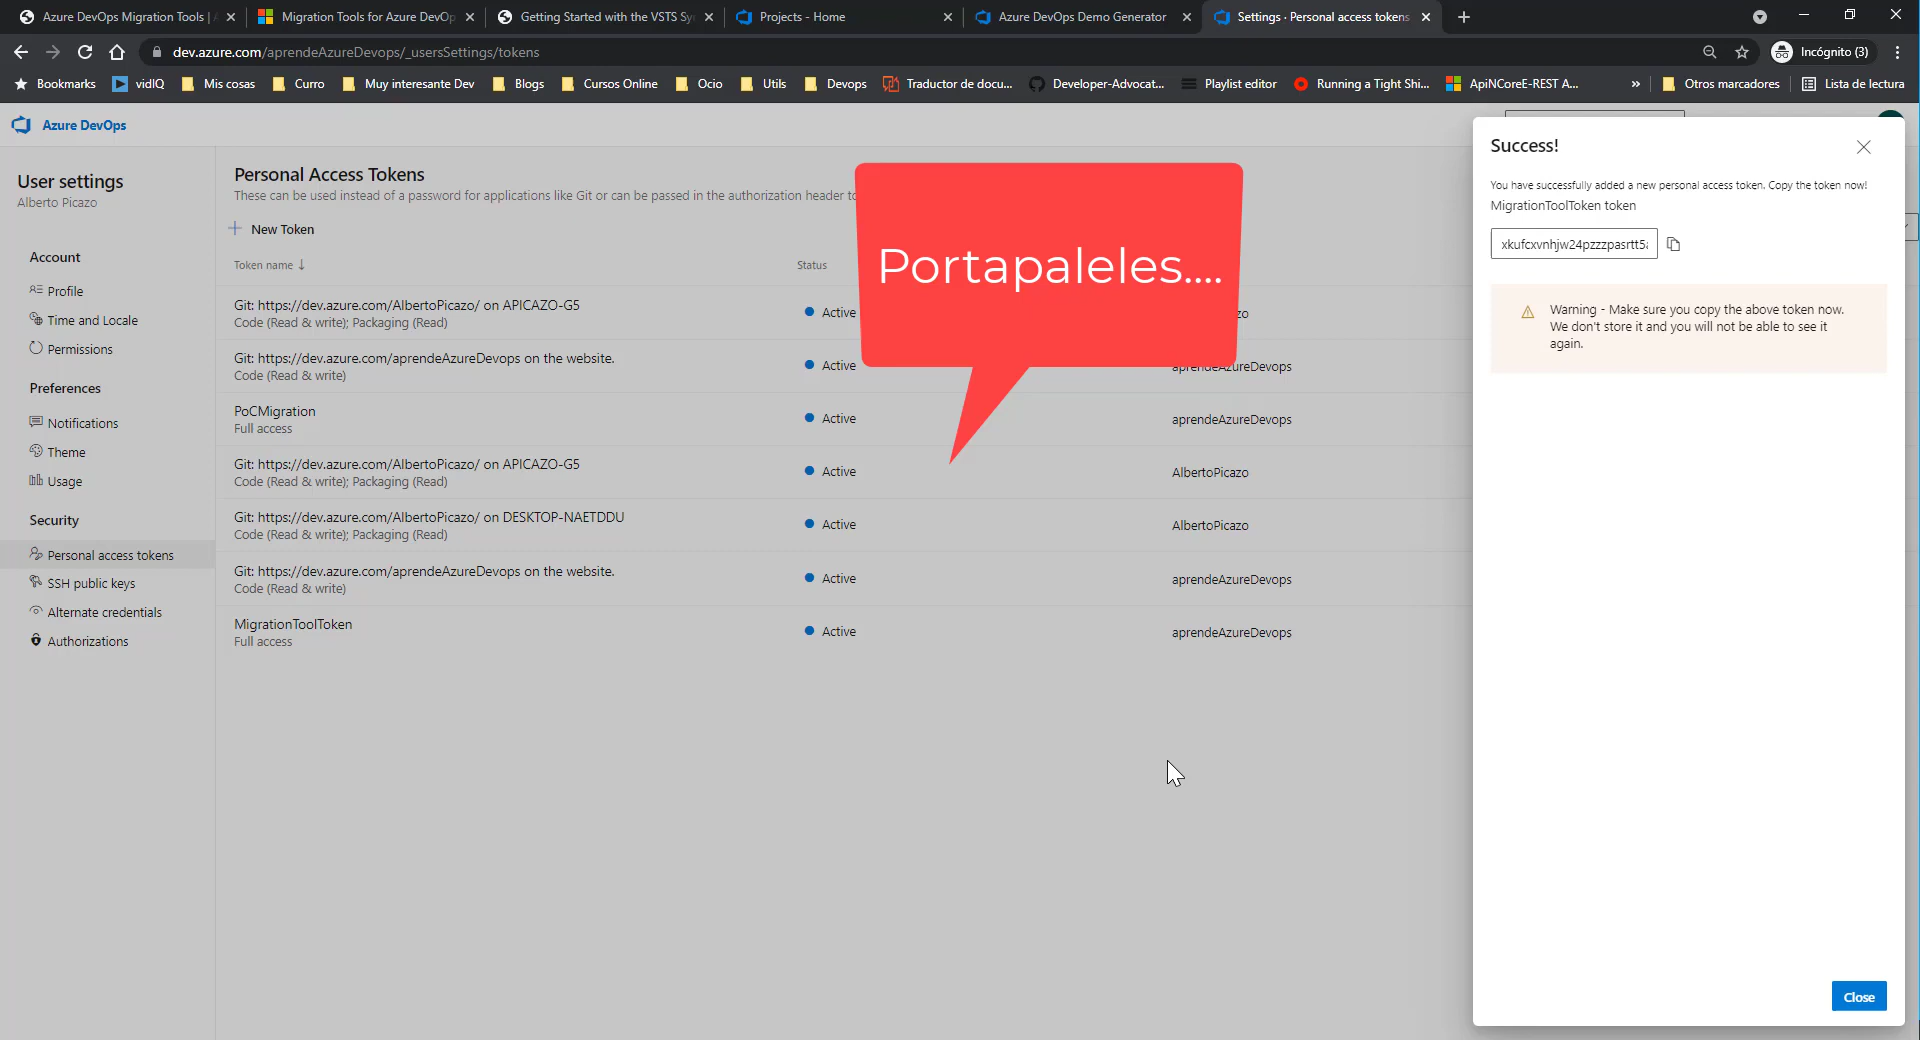 Azure DevOps Migration Tools |
Migration Tools for Azure DevOp
Getting Started with the VSTS Sy
Projects - Home
Azure DevOps Demo Generator
Settings · Personal access tokens
dev.azure.com/aprendeAzureDevops/_usersSettings/tokens
Incógnito (3)
Bookmarks
vidIQ
Mis cosas
Curro
Muy interesante Dev
Blogs
Cursos Online
Ocio
Utils
Devops
Traductor de docu...
Developer-Advocat...
Playlist editor
Running a Tight Shi...
ApiNCoreE-REST A...
»
Otros marcadores
Lista de lectura
Azure DevOps
User settings
Alberto Picazo
Account
Profile
Time and Locale
Permissions
Preferences
Notifications
Theme
Usage
Security
Personal access tokens
SSH public keys
Alternate credentials
Authorizations
Personal Access Tokens
These can be used instead of a password for applications like Git or can be passed in the authorization header to
New Token
Token name ↓
Status
Git: https://dev.azure.com/AlbertoPicazo/ on APICAZO-G5
Code (Read & write); Packaging (Read)
Active
zo
Git: https://dev.azure.com/aprendeAzureDevops on the website.
Code (Read & write)
Active
aprendeAzureDevops
PoCMigration
Full access
Active
aprendeAzureDevops
Git: https://dev.azure.com/AlbertoPicazo/ on APICAZO-G5
Code (Read & write); Packaging (Read)
Active
AlbertoPicazo
Git: https://dev.azure.com/AlbertoPicazo/ on DESKTOP-NAETDDU
Code (Read & write); Packaging (Read)
Active
AlbertoPicazo
Git: https://dev.azure.com/aprendeAzureDevops on the website.
Code (Read & write)
Active
aprendeAzureDevops
MigrationToolToken
Full access
Active
aprendeAzureDevops
Portapaleles....
Success!
You have successfully added a new personal access token. Copy the token now!
MigrationToolToken token
xkufcxvnhjw24pzzzpasrtt5
Warning - Make sure you copy the above token now.
We don't store it and you will not be able to see it
again.
Close